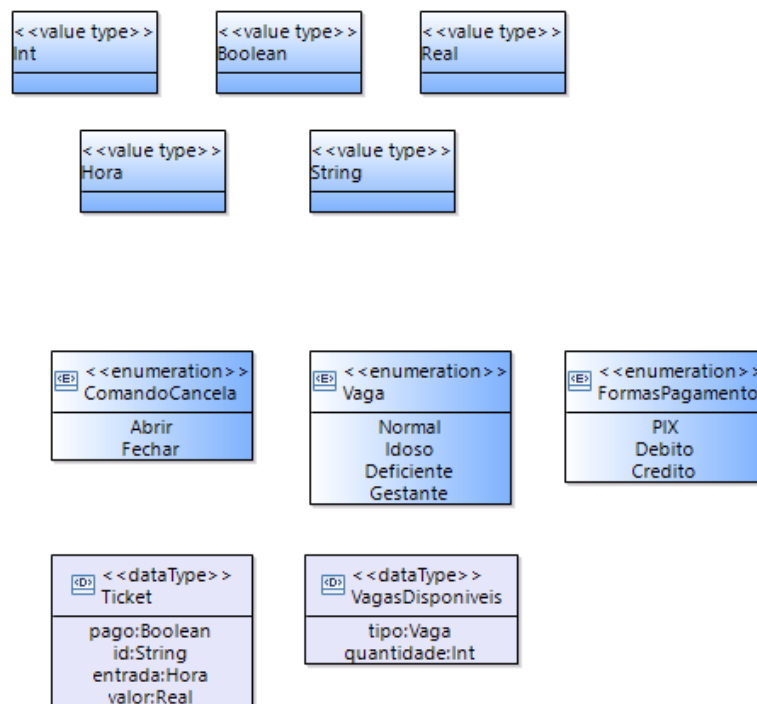 <<value type>>
Int
<<value type>>
Boolean
<<value type>>
Real
<<value type>>
Hora
<<value type>>
String
<E> <<enumeration>>
ComandoCancela
Abrir
Fechar
<E> <<enumeration>>
Vaga
Normal
Idoso
Deficiente
Gestante
<E> <<enumeration>>
FormasPagamento
PIX
Debito
Credito
<D> <<dataType>>
Ticket
pago:Boolean
id:String
entrada:Hora
valor:Real
<D> <<dataType>>
VagasDisponiveis
tipo:Vaga
quantidade:Int